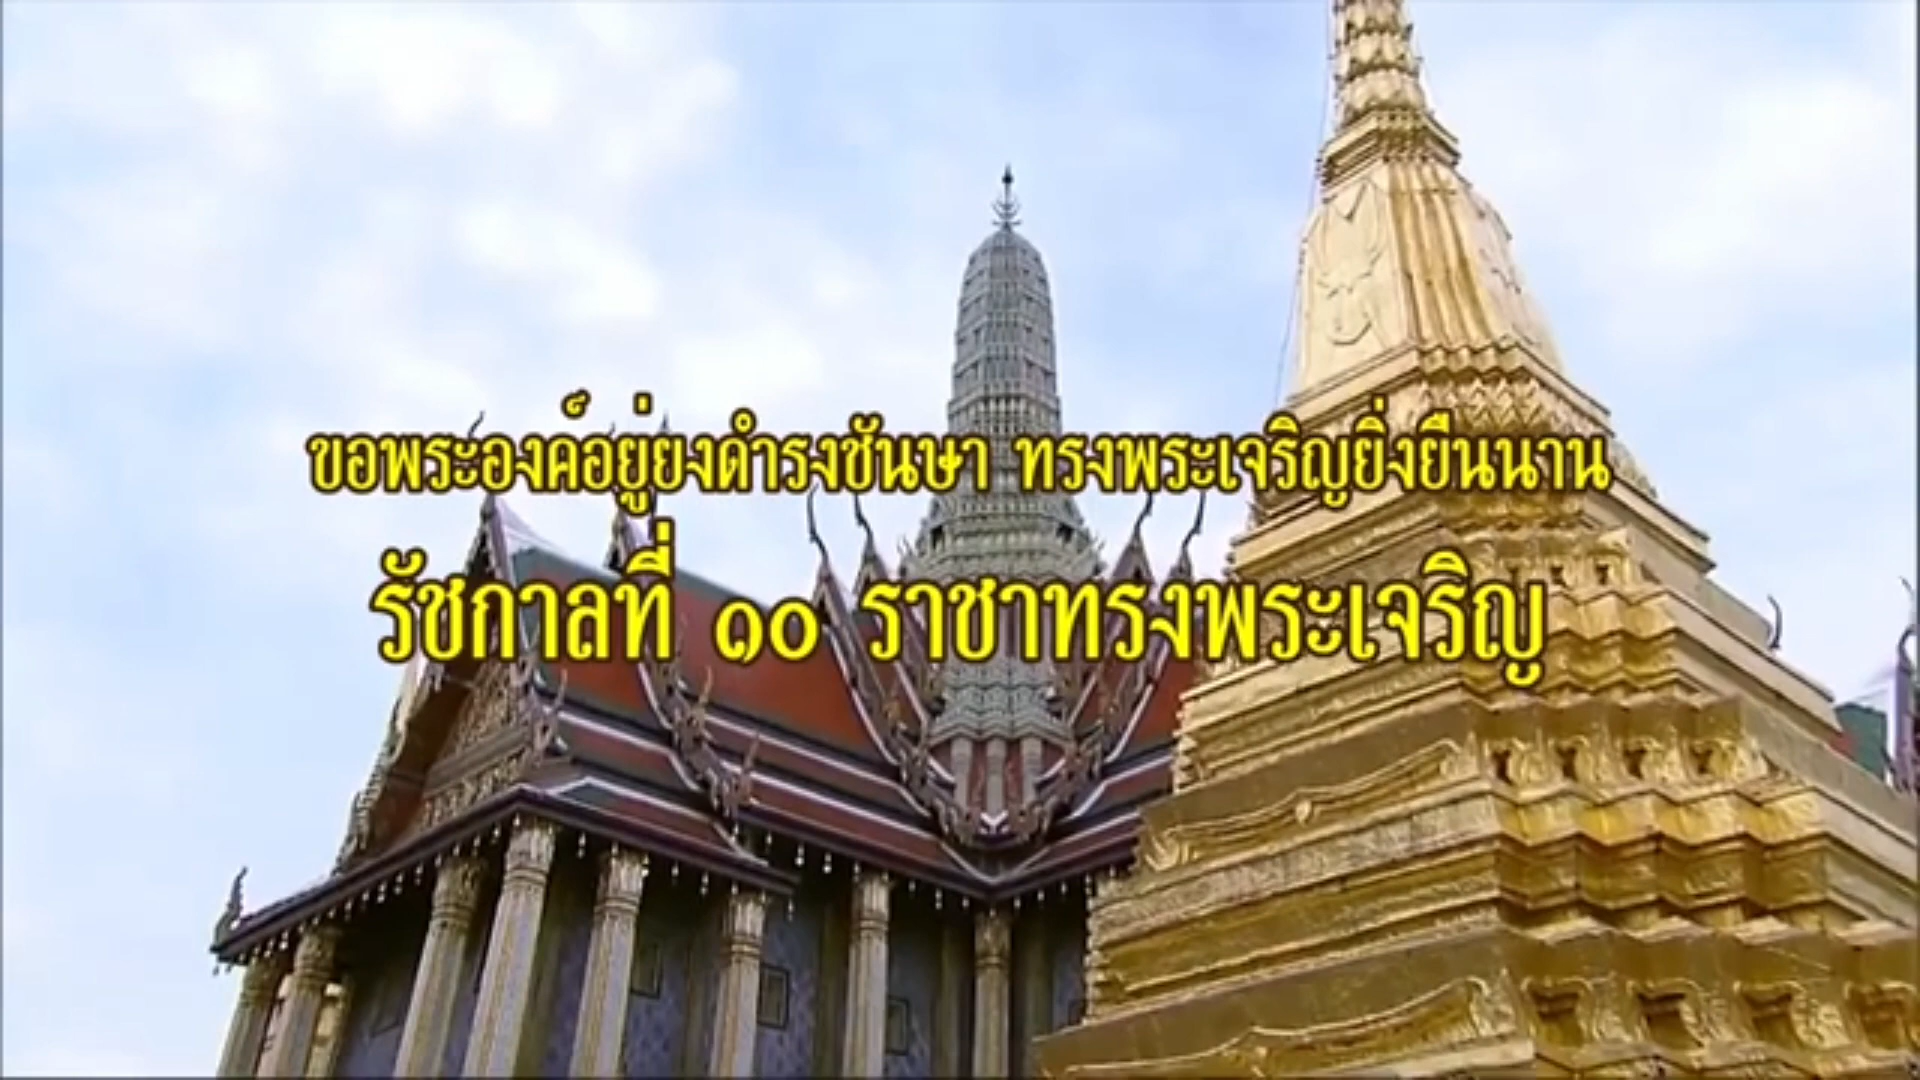 ขอพระองค์อยู่ยงดำรงชันษา ทรงพระเจริญยิ่งยืนนาน
รัชกาลที่ ๑๐ ราชาทรงพระเจริญ